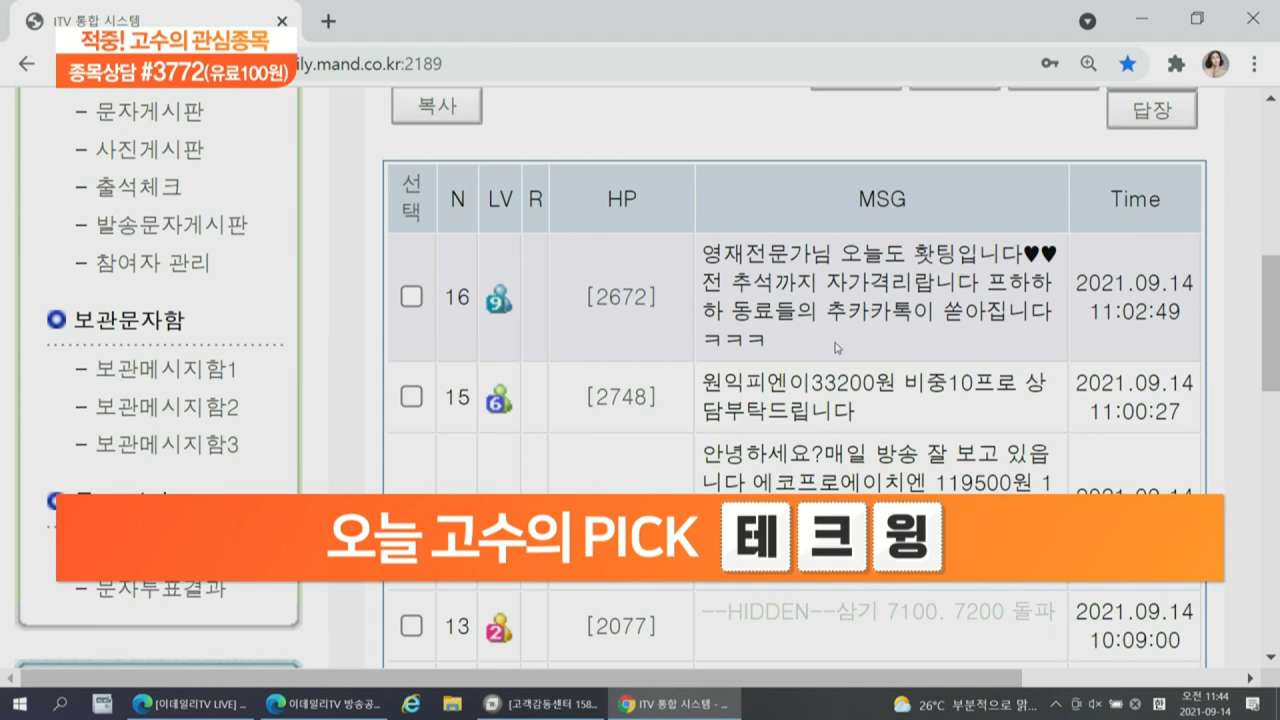 ITV 통합 시스템
적중! 고수의 관심종목
종목상담 #3772(유료100원)
ily.mand.co.kr:2189
복사
답장
- 문자게시판
- 사진게시판
- 출석체크
- 발송문자게시판
- 참여자 관리
보관문자함
- 보관메시지함1
- 보관메시지함2
- 보관메시지함3
- 문자투표결과
선택 N LV R HP MSG Time
16 9 [2672]
영재전문가님 오늘도 홧팅입니다♥♥
전 추석까지 자가격리랍니다 프하하
하 동료들의 추카카톡이 쏟아집니다
ㅋㅋㅋ
2021.09.14
11:02:49
15 6 [2748]
원익피엔이33200원 비중10프로 상
담부탁드립니다
2021.09.14
11:00:27
안녕하세요?매일 방송 잘 보고 있읍
니다 에코프로에이치엔 119500원 1
오늘 고수의 PICK 테크윙
13 2 [2077]
--HIDDEN--삼기 7100. 7200 돌파
2021.09.14
10:09:00
[이데일리TV LIVE] ...
이데일리TV 방송공...
[고객감동센터 158...
ITV 통합 시스템 - ...
26°C 부분적으로 맑...
한
오전 11:44
2021-09-14